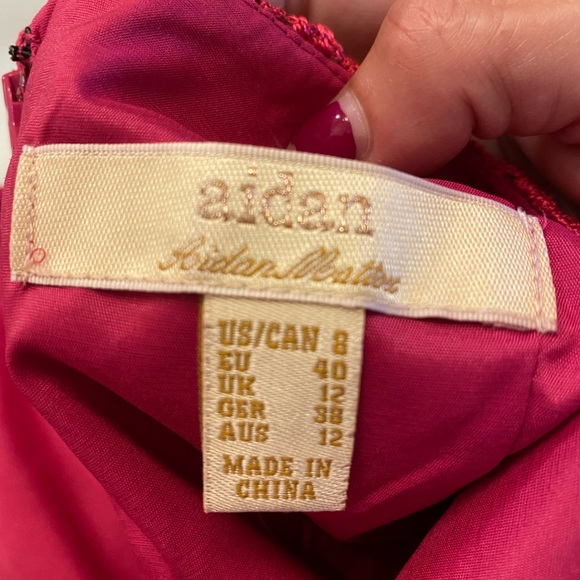 aidan
Aidan Mattox
US/CAN 8
EU 40
UK 12
GER 38
AUS 12
MADE IN
CHINA